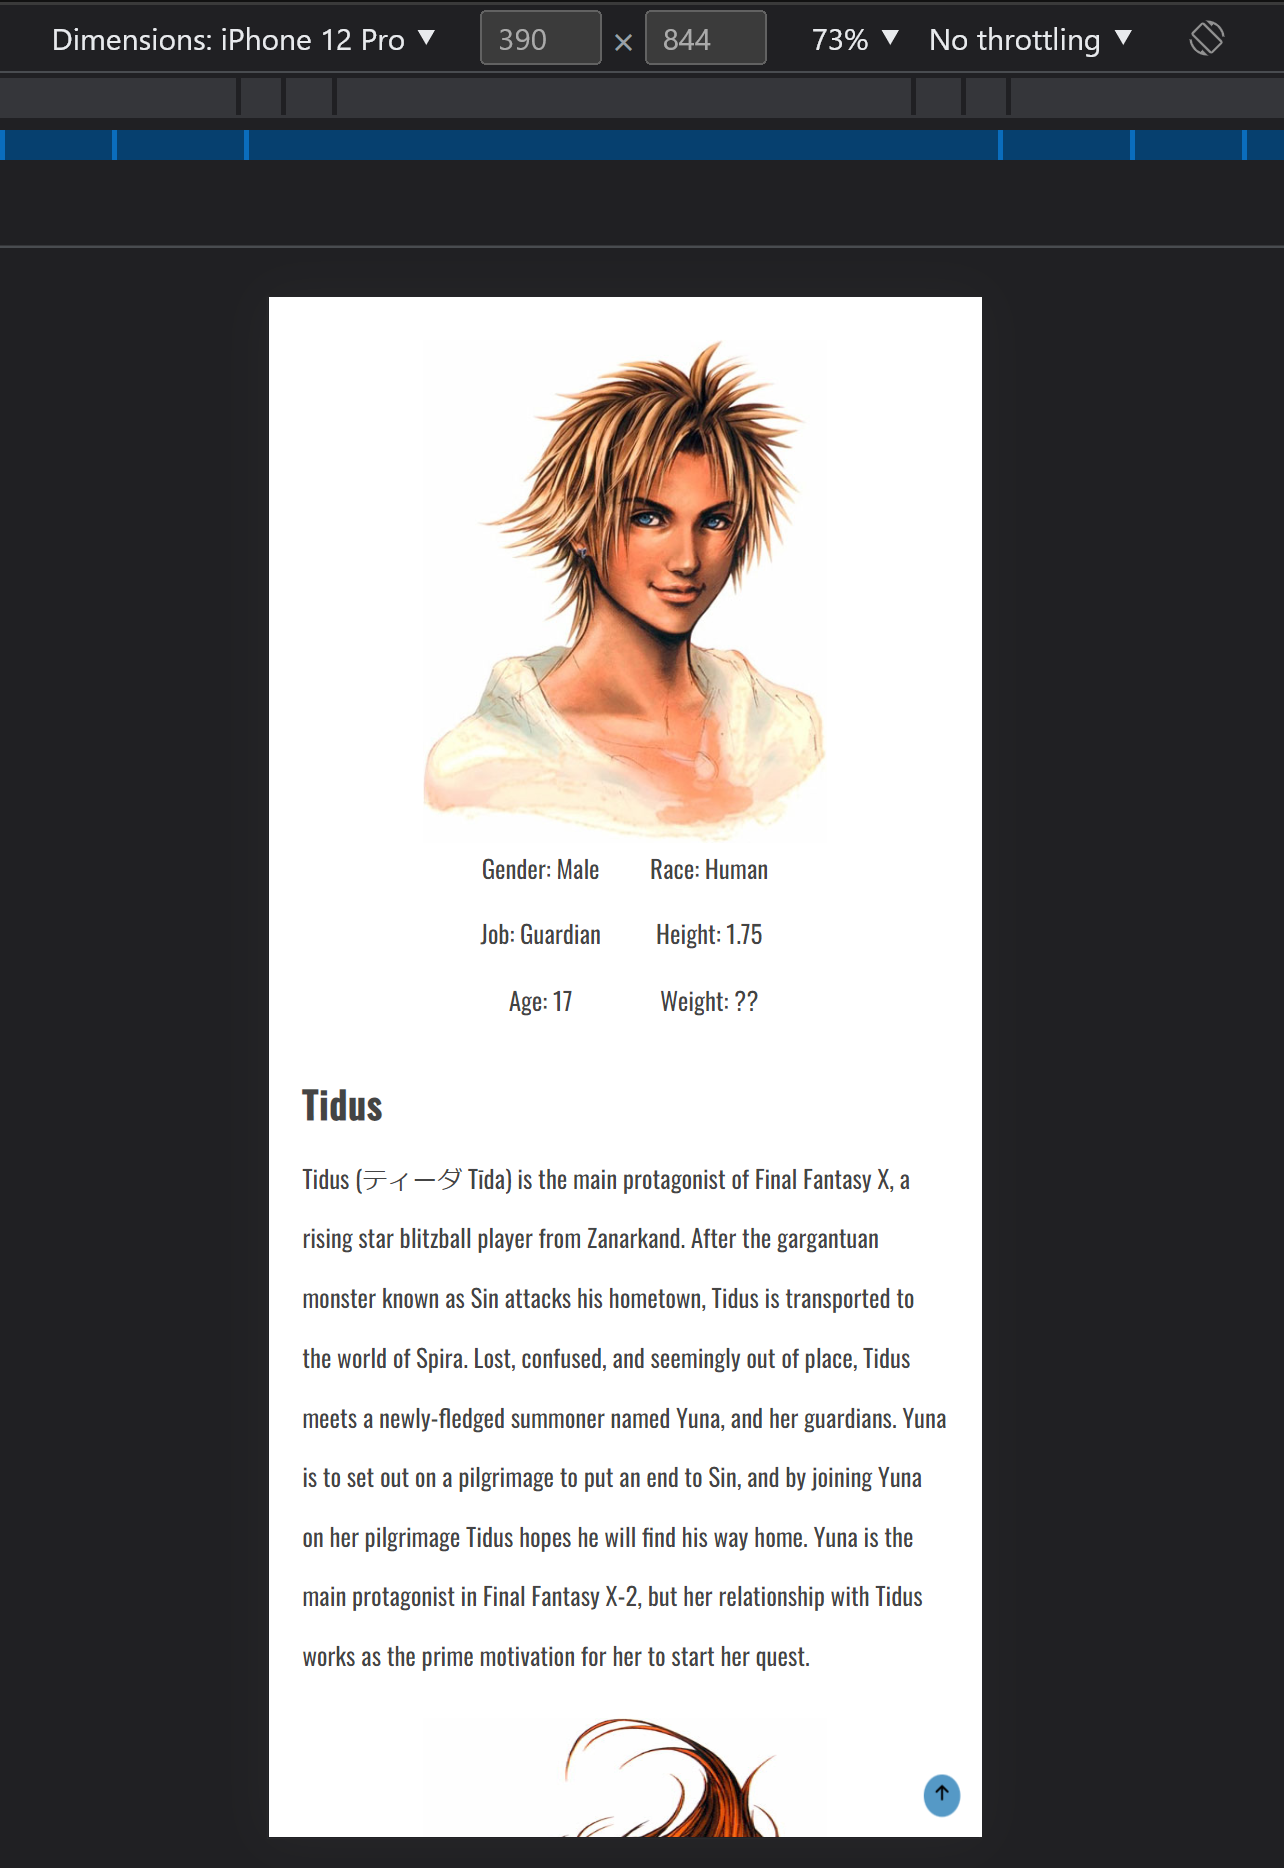 Dimensions: iPhone 12 Pro ▼ 390 × 844 73% ▼ No throttling ▼
Gender: Male Race: Human
Job: Guardian Height: 1.75
Age: 17 Weight: ??
Tidus
Tidus (ティーダ Tīda) is the main protagonist of Final Fantasy X, a
rising star blitzball player from Zanarkand. After the gargantuan
monster known as Sin attacks his hometown, Tidus is transported to
the world of Spira. Lost, confused, and seemingly out of place, Tidus
meets a newly-fledged summoner named Yuna, and her guardians. Yuna
is to set out on a pilgrimage to put an end to Sin, and by joining Yuna
on her pilgrimage Tidus hopes he will find his way home. Yuna is the
main protagonist in Final Fantasy X-2, but her relationship with Tidus
works as the prime motivation for her to start her quest.